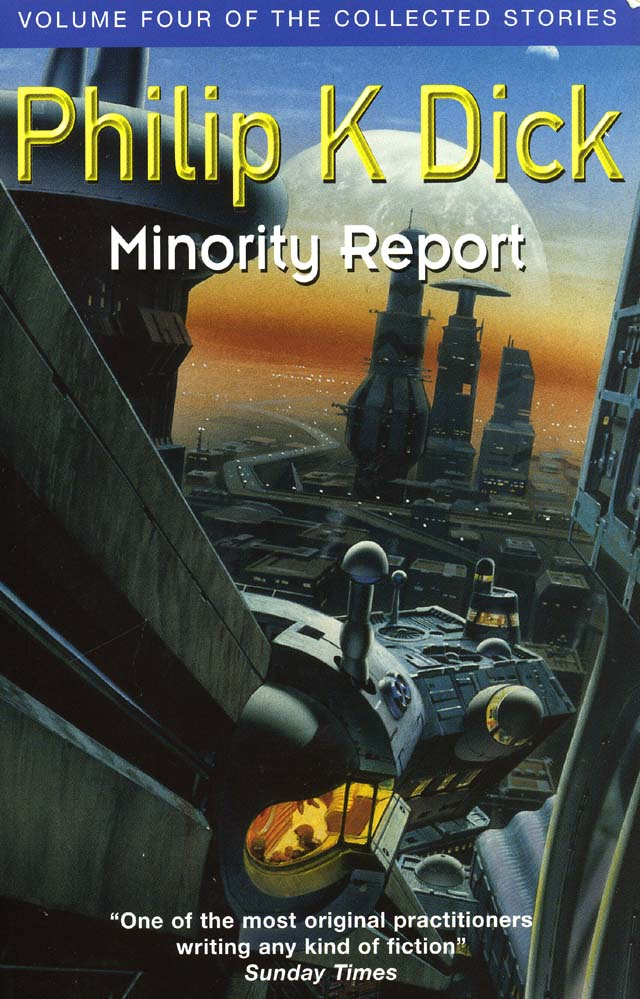 VOLUME FOUR OF THE COLLECTED STORIES
Philip K Dick
Minority Report
“One of the most original practitioners
writing any kind of fiction”
Sunday Times